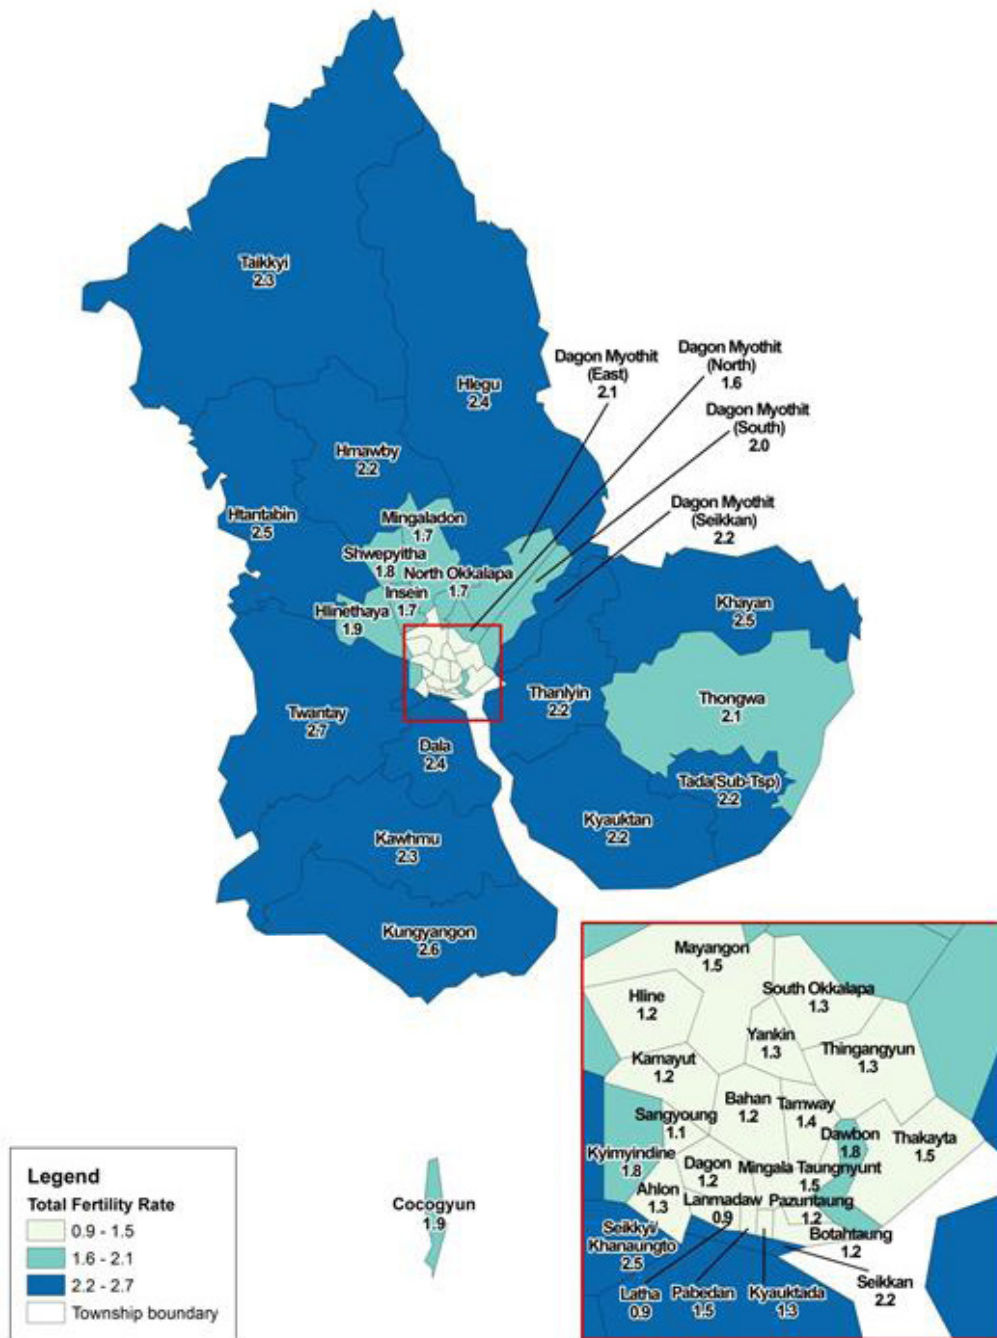 Taikkyi
2.3
Hlegu
2.4
Dagon Myothit
(East)
2.1
Dagon Myothit
(North)
1.6
Dagon Myothit
(South)
2.0
Dagon Myothit
(Seikkan)
2.2
Hmawby
2.2
Htantabin
2.5
Mingaladon
1.7
Shwepyitha
1.8
North Okkalapa
1.7
Insein
1.7
Hlinethaya
1.9
Khayan
2.5
Thongwa
2.1
Thanlyin
2.2
Twantay
2.7
Dala
2.4
Tada(Sub-Tsp)
2.2
Kyauktan
2.2
Kawhmu
2.3
Kungyangon
2.6
Cocogyun
1.9
Mayangon
1.5
Hline
1.2
South Okkalapa
1.3
Yankin
1.3
Thingangyun
1.3
Kamayut
1.2
Bahan
1.2
Tamway
1.4
Sangyoung
1.1
Dawbon
1.8
Thakayta
1.5
Kyimyindine
1.8
Dagon
1.2
Mingala Taungnyunt
1.5
Ahlon
1.3
Lanmadaw
0.9
Pazuntaung
1.2
Botahtaung
1.2
Seikkyi/
Khanaungto
2.5
Latha
0.9
Pabedan
1.5
Kyauktada
1.3
Seikkan
2.2
Legend
Total Fertility Rate
0.9 - 1.5
1.6 - 2.1
2.2 - 2.7
Township boundary